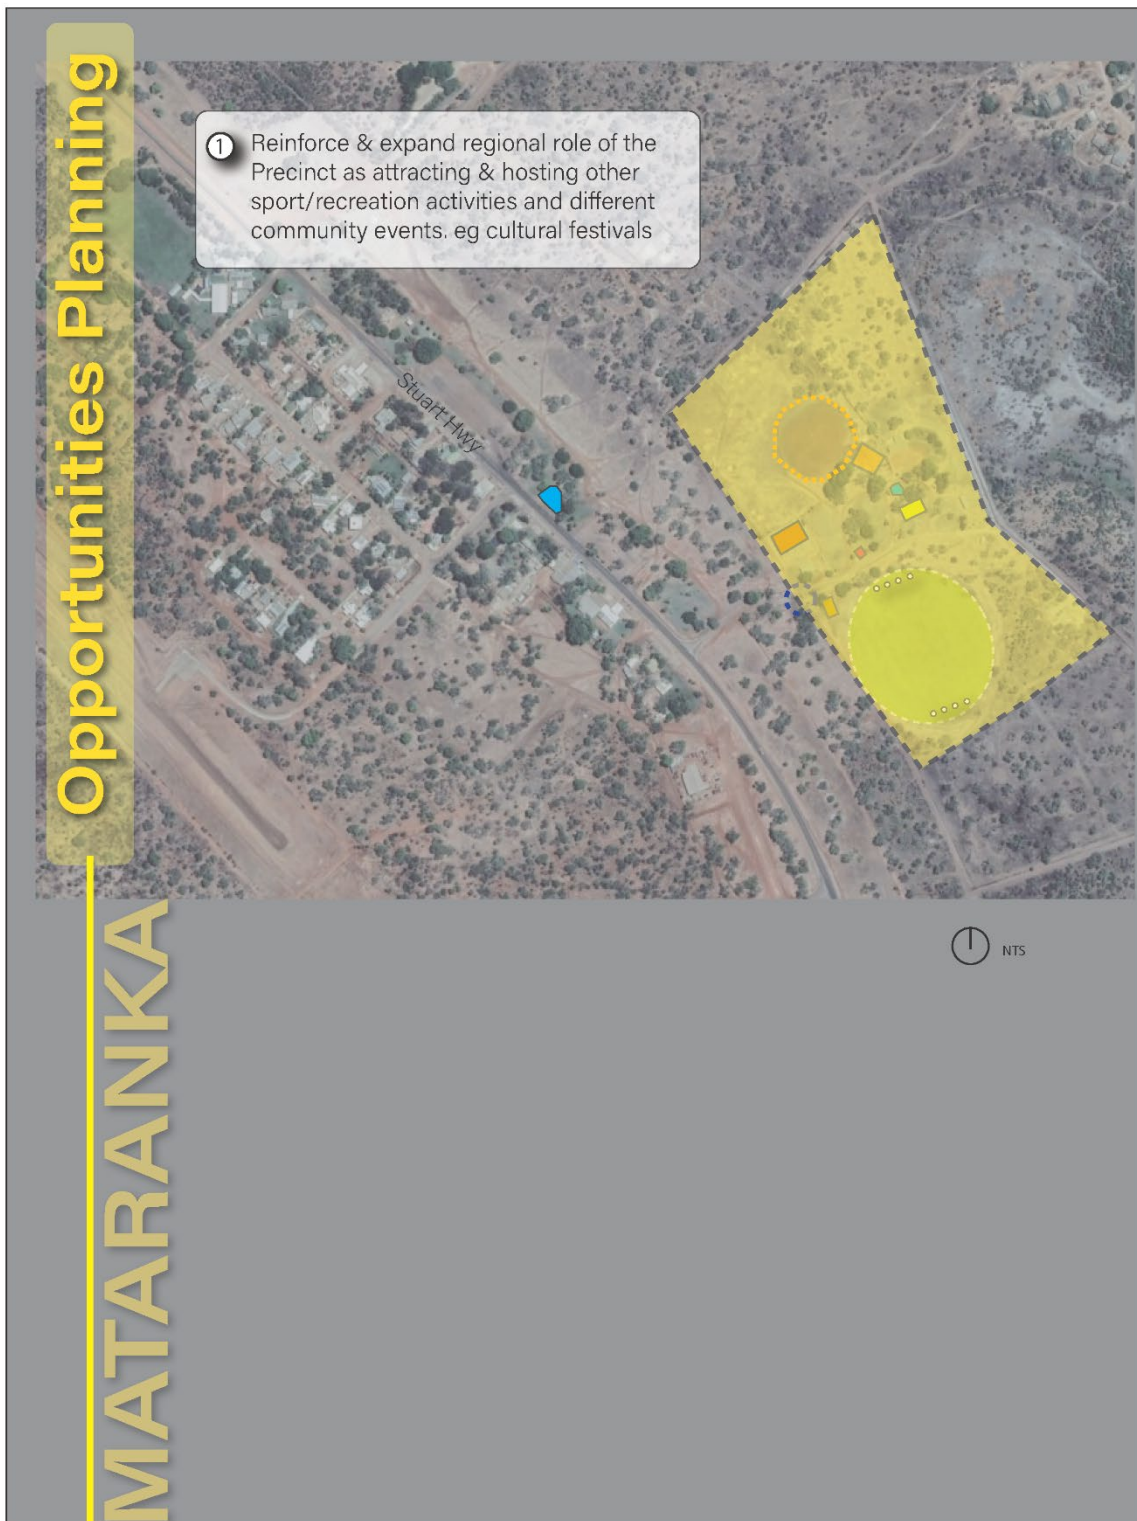 Opportunities Planning
MATARANKA
1
Reinforce & expand regional role of the
Precinct as attracting & hosting other
sport/recreation activities and different
community events. eg cultural festivals
Stuart Hwy
NTS